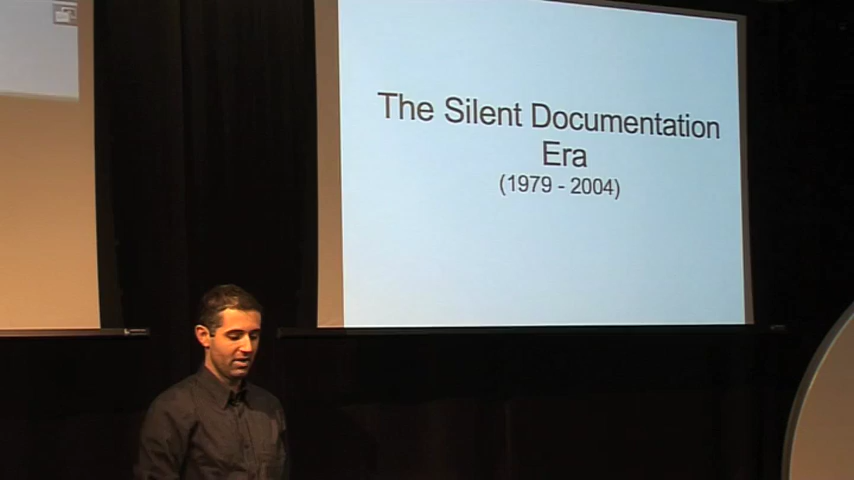 The Silent Documentation
Era
(1979 - 2004)